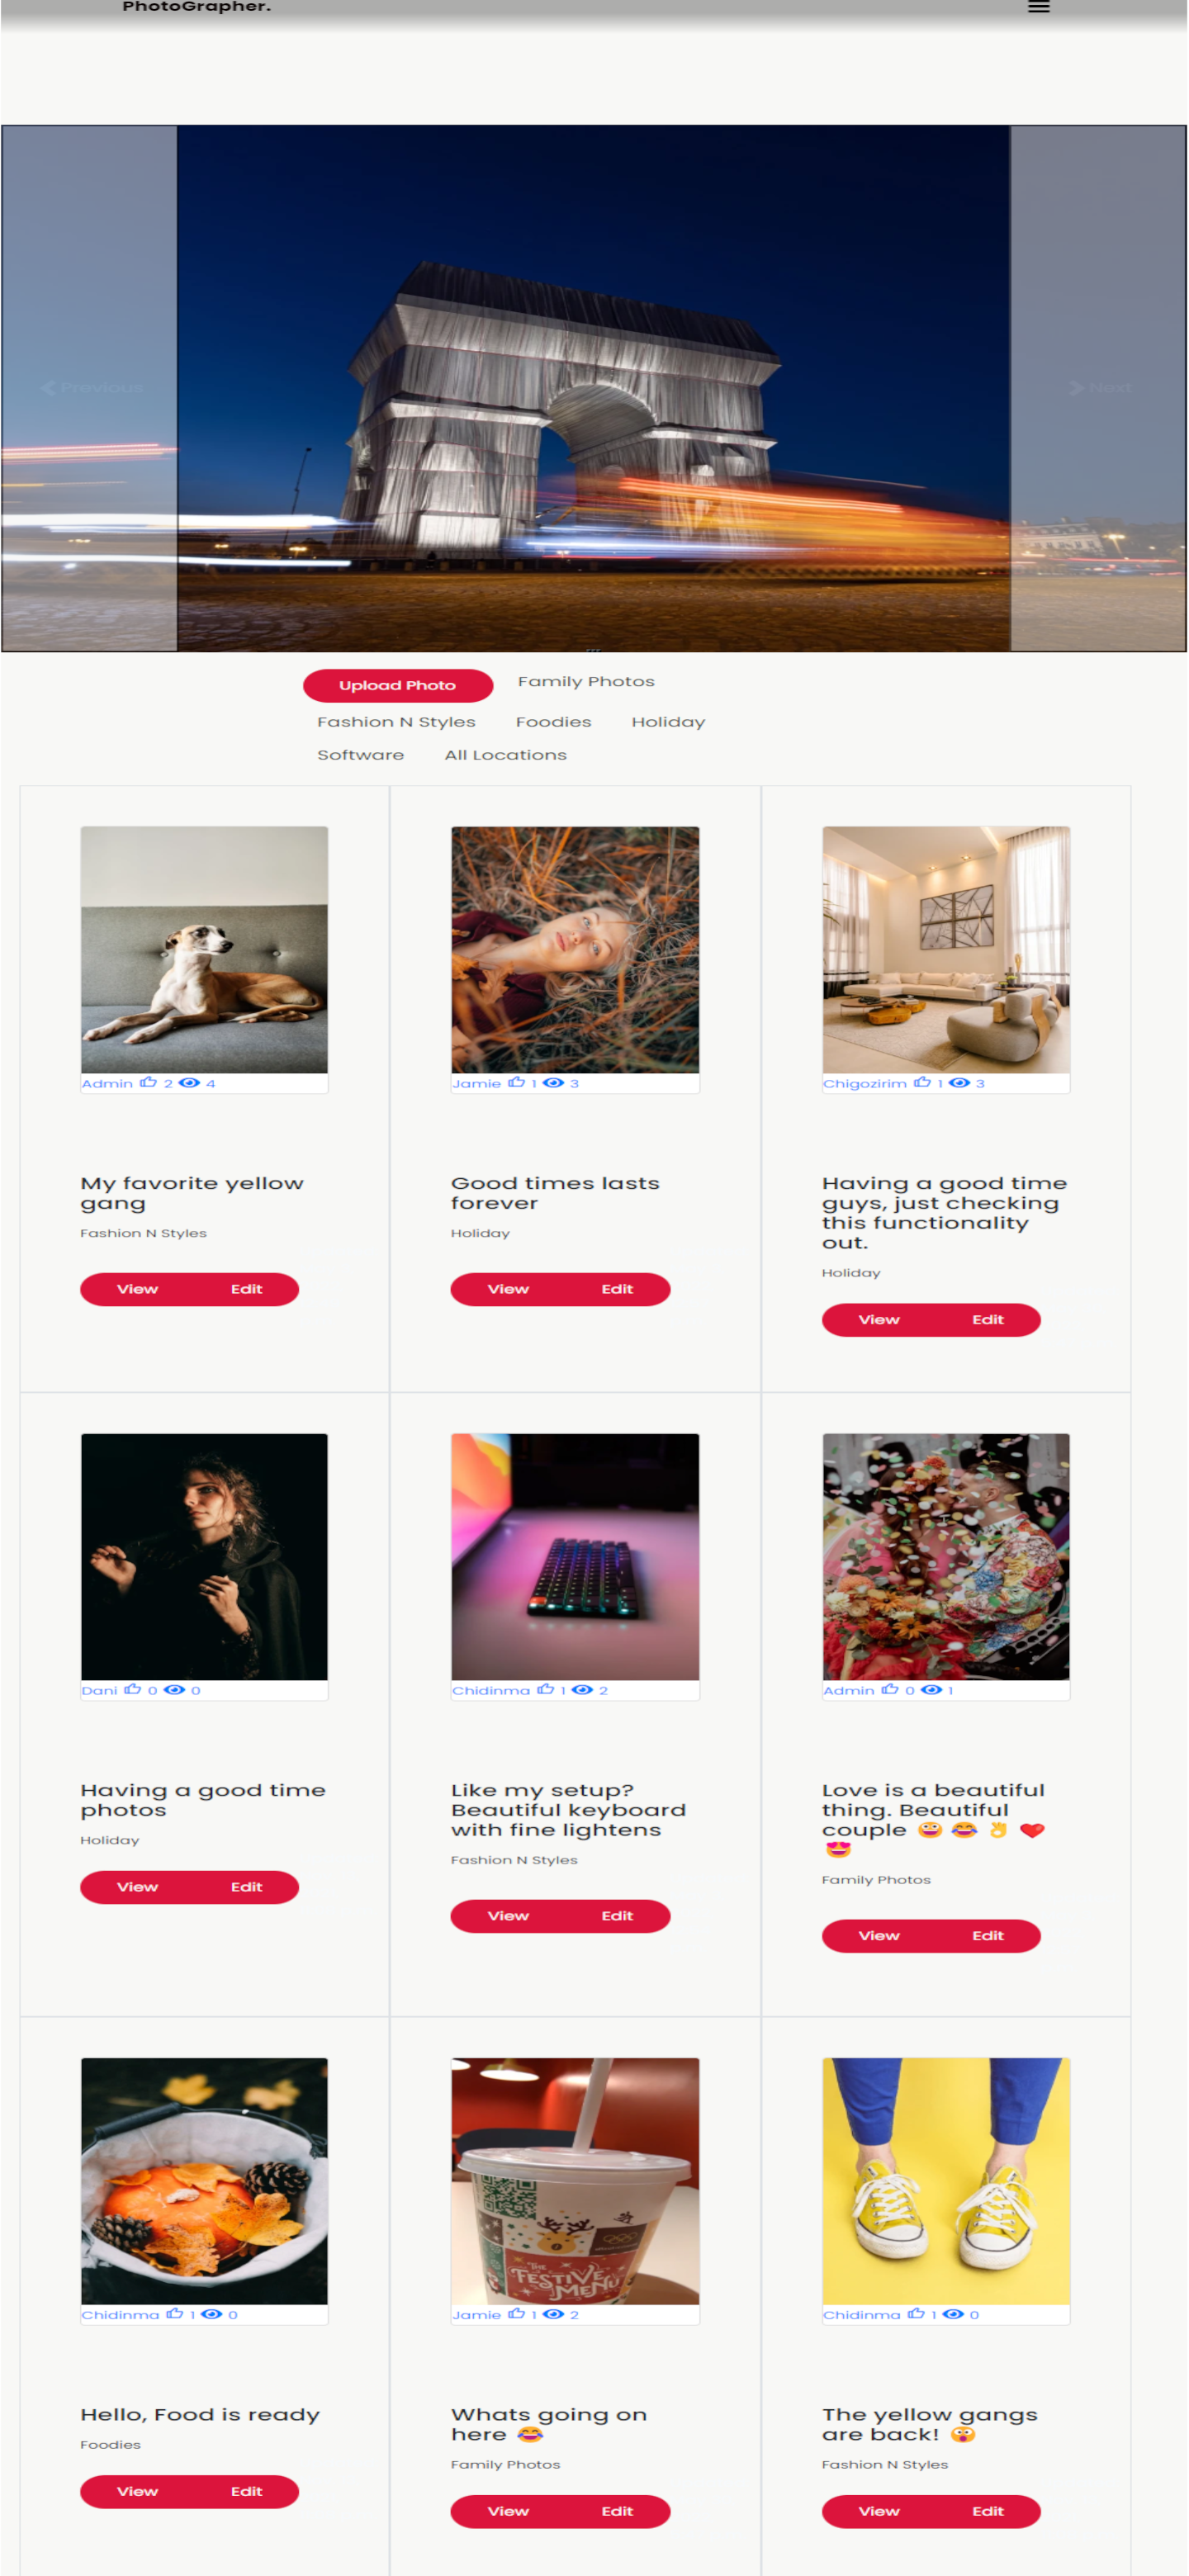 PhotoGrapher.
Previous
Next
Upload Photo
Family Photos
Fashion N Styles
Foodies
Holiday
Software
All Locations
Admin 2 4
Jamie 1 3
Chigozirim 1 3
My favorite yellow
gang
Fashion N Styles
View Edit
Good times lasts
forever
Holiday
View Edit
Having a good time
guys, just checking
this functionality
out.
Holiday
View Edit
Dani 0 0
Chidinma 1 2
Admin 0 1
Having a good time
photos
Holiday
View Edit
Like my setup?
Beautiful keyboard
with fine lightens
Fashion N Styles
View Edit
Love is a beautiful
thing. Beautiful
couple 😀 😂 👌 ❤️
😍
Family Photos
View Edit
THE
FESTIVE
MENU
Chidinma 1 0
Jamie 1 2
Chidinma 1 0
Hello, Food is ready
Foodies
View Edit
Whats going on
here 😂
Family Photos
View Edit
The yellow gangs
are back! 😲
Fashion N Styles
View Edit